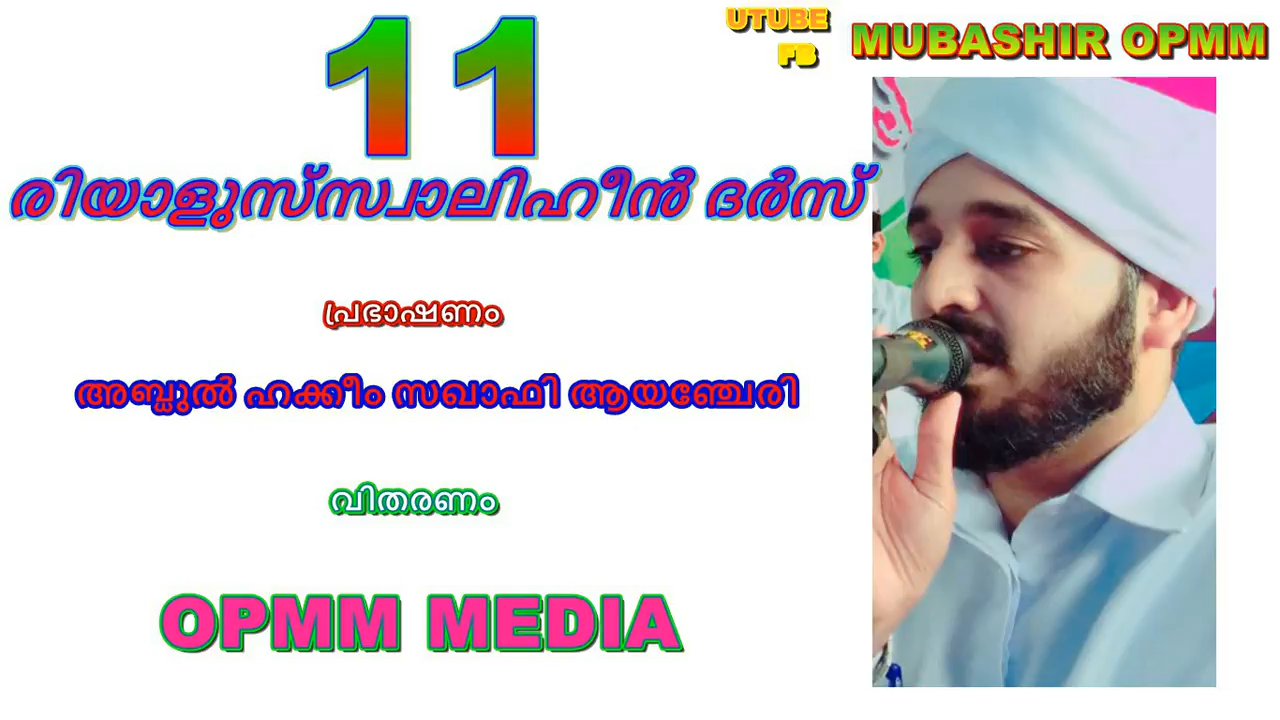 UTUBE
FB
MUBASHIR OPMM
11
രിയാളുസ്സ്വാലിഹീൻ ദർസ്
പ്രഭാഷണം
അബ്ദുൽ ഹക്കീം സഖാഫി ആയഞ്ചേരി
വിതരണം
OPMM MEDIA